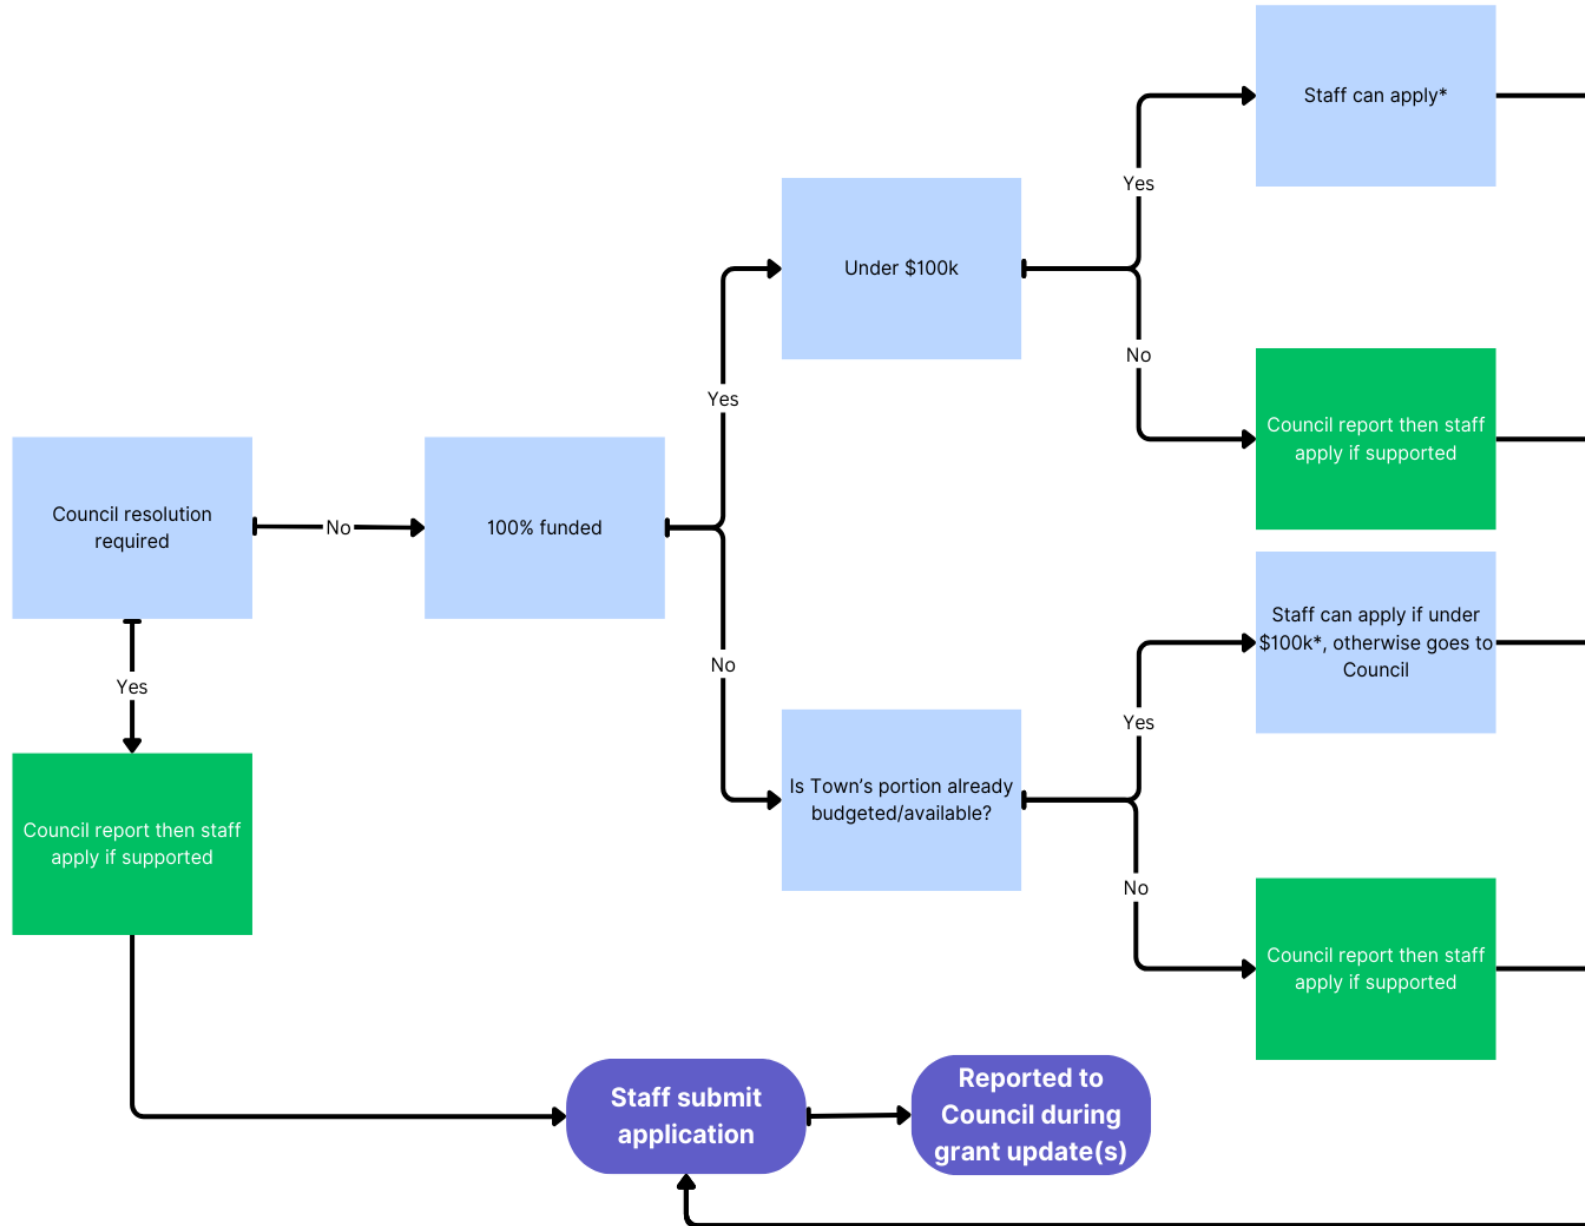 Staff can apply*
Yes
Under $100k
No
Council report then staff
apply if supported
Yes
Council resolution
required
No
100% funded
No
Staff can apply if under
$100k*, otherwise goes to
Council
Yes
Is Town’s portion already
budgeted/available?
No
Council report then staff
apply if supported
Yes
Council report then staff
apply if supported
Staff submit
application
Reported to
Council during
grant update(s)